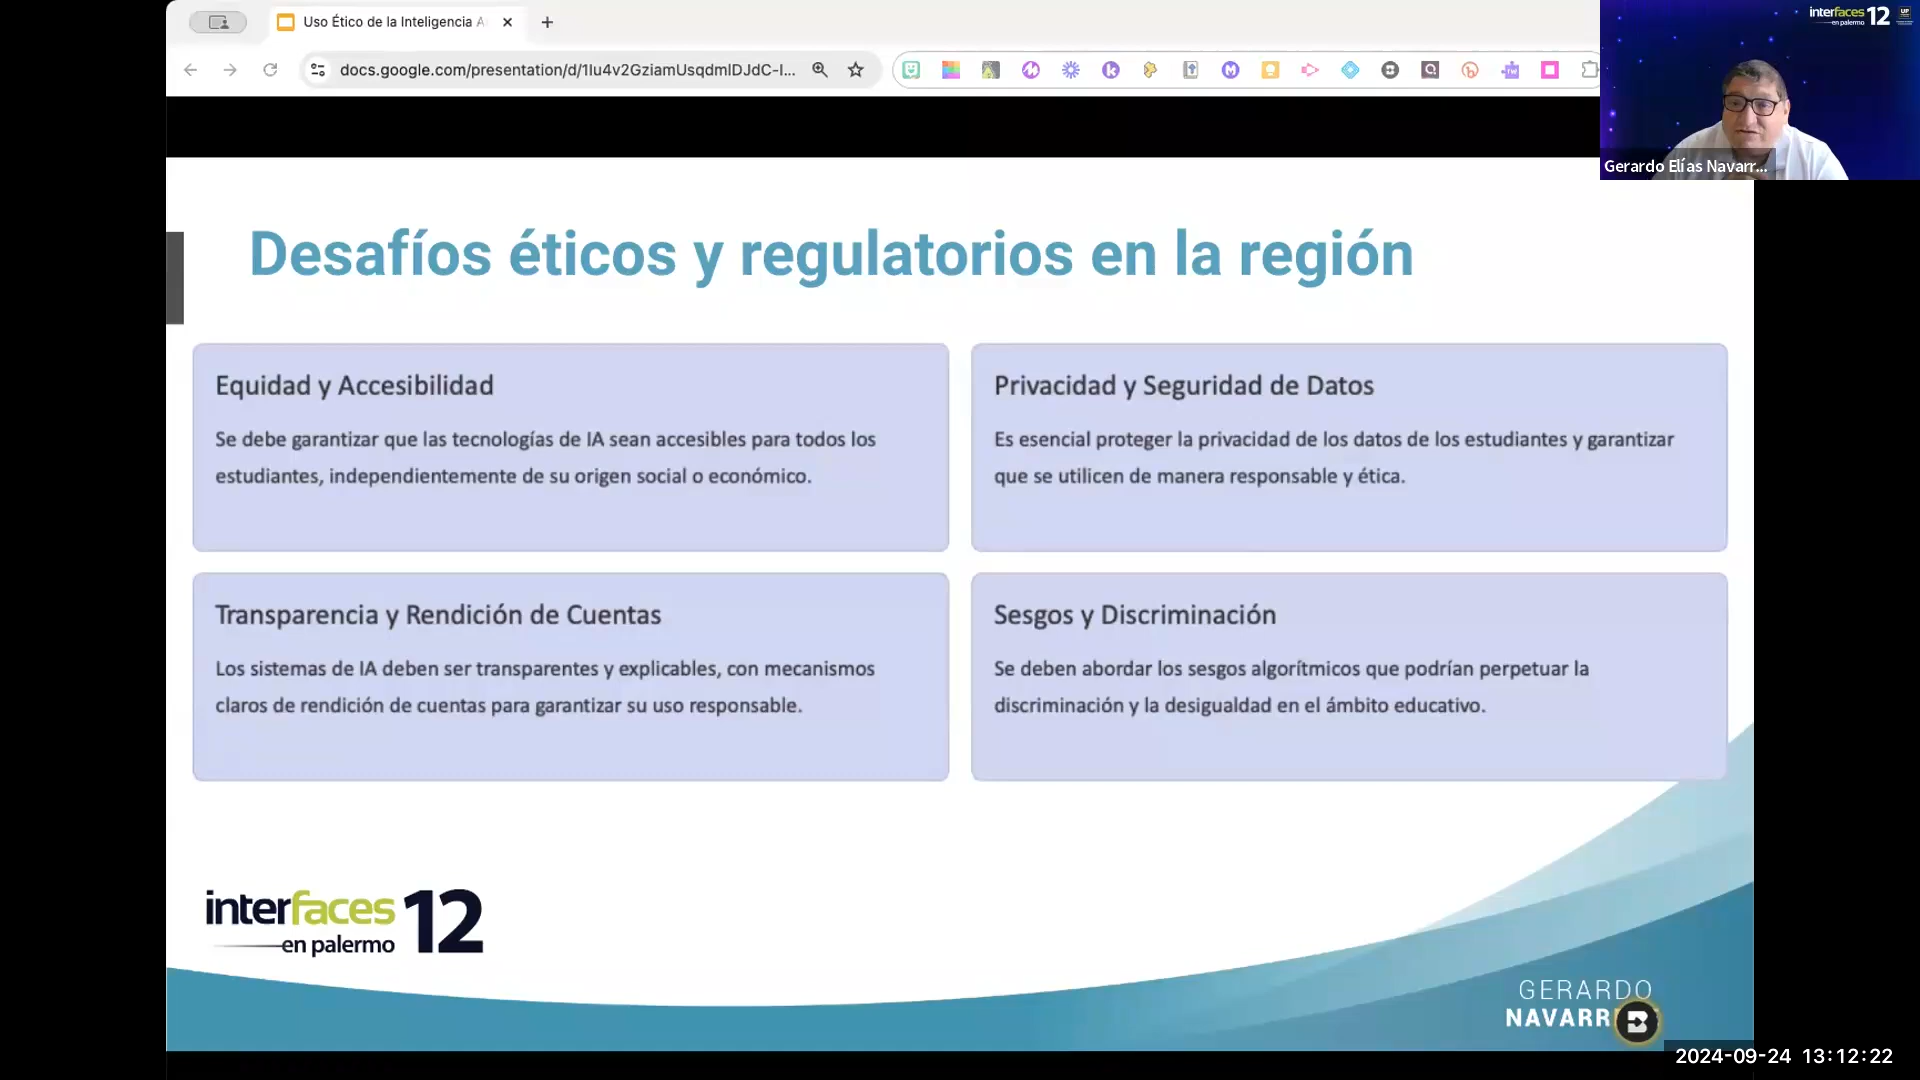 Uso Ético de la Inteligencia A
docs.google.com/presentation/d/1Iu4v2GziamUsqdmIDJdC-I...
interfaces 12
en palermo
UP
Gerardo Elías Navarr...
Desafíos éticos y regulatorios en la región
Equidad y Accesibilidad
Se debe garantizar que las tecnologías de IA sean accesibles para todos los
estudiantes, independientemente de su origen social o económico.
Privacidad y Seguridad de Datos
Es esencial proteger la privacidad de los datos de los estudiantes y garantizar
que se utilicen de manera responsable y ética.
Transparencia y Rendición de Cuentas
Los sistemas de IA deben ser transparentes y explicables, con mecanismos
claros de rendición de cuentas para garantizar su uso responsable.
Sesgos y Discriminación
Se deben abordar los sesgos algorítmicos que podrían perpetuar la
discriminación y la desigualdad en el ámbito educativo.
interfaces 12
en palermo
GERARDO
NAVARR
2024-09-24 13:12:22